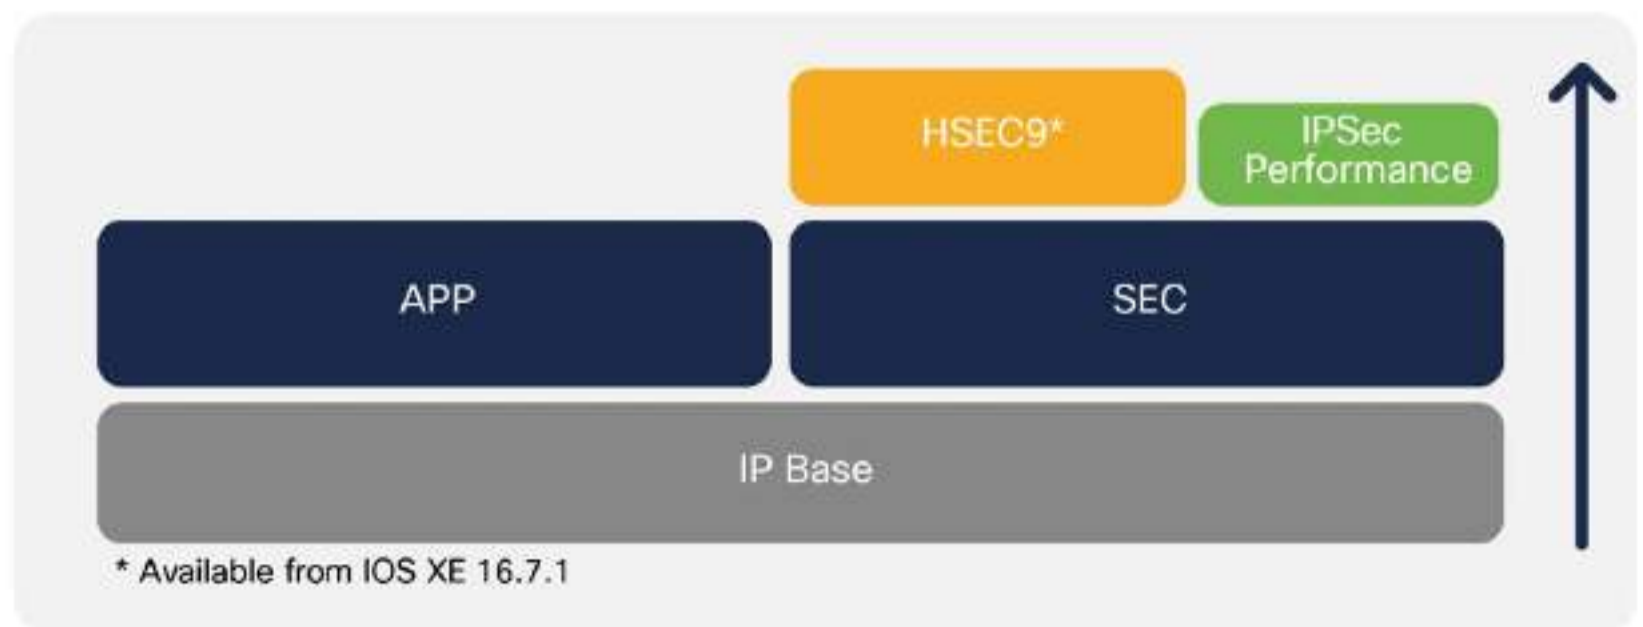 HSEC9*
IPSec
Performance
APP
SEC
IP Base
* Available from IOS XE 16.7.1